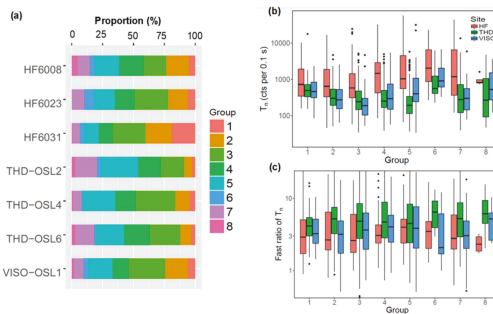 (a)
Proportion (%)
0 25 50 75 100
HF6008
HF6023
HF6031
THD-OSL2
THD-OSL4
THD-OSL6
VISO-OSL1
Group
1
2
3
4
5
6
7
8
(b)
Site
HF
THD
VISO
Tn (cts per 0.1 s)
10000
1000
100
1 2 3 4 5 6 7 8
Group
(c)
Fast ratio of Tn
10
3
1
1 2 3 4 5 6 7 8
Group